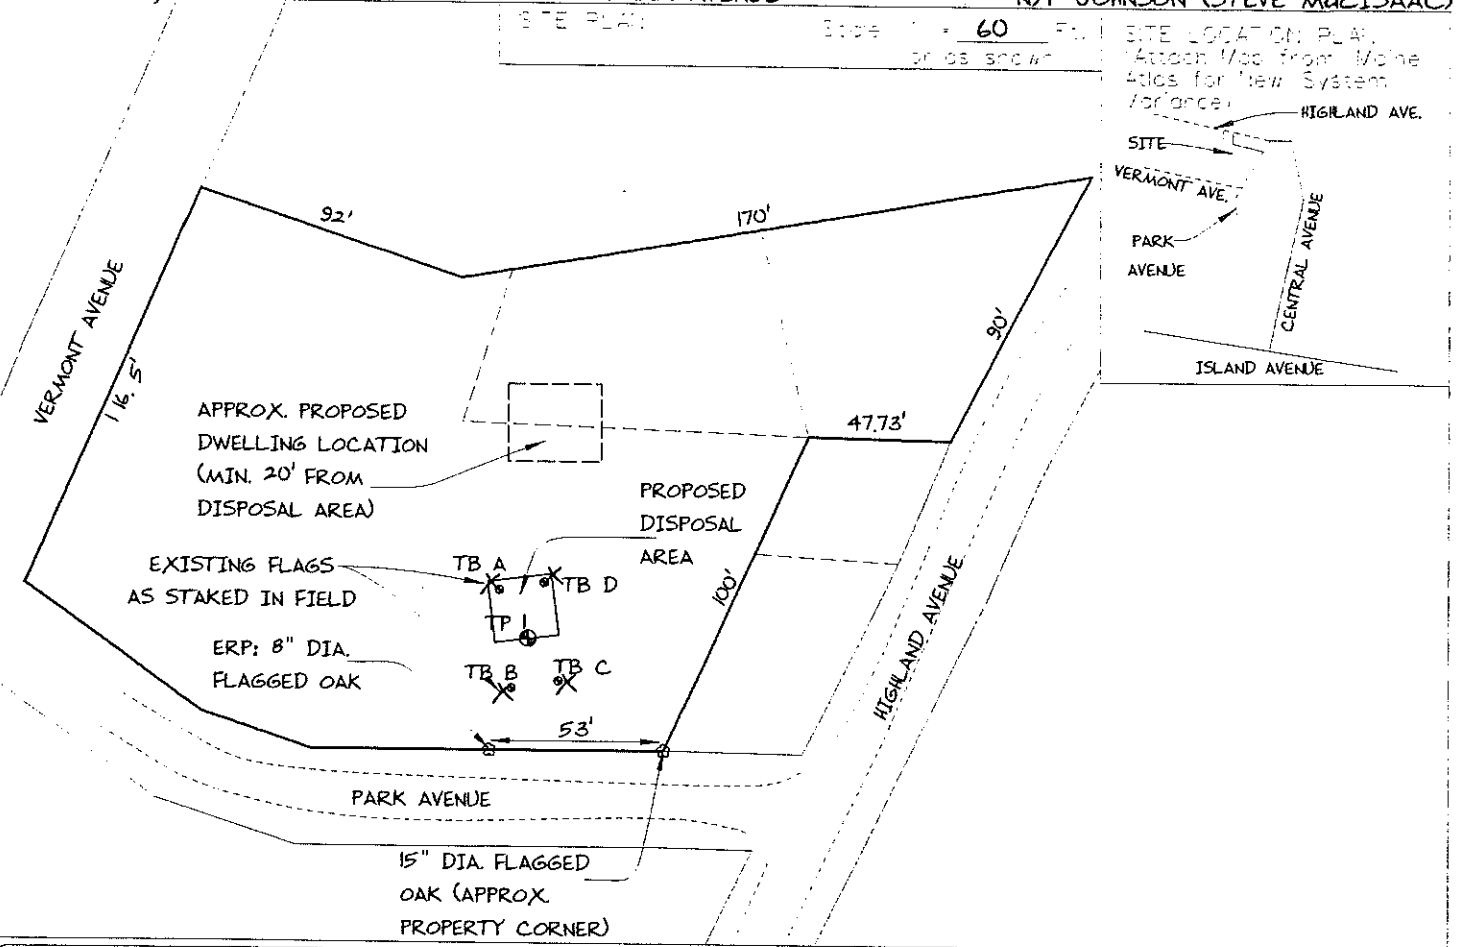 N/F JOHNSON (STEVE MacISAAC)
SITE PLAN
Scale 1" = 60 Ft.
or as shown
SITE LOCATION PLAN
(Attach Map from Maine
Atlas for New System
Variance)
HIGHLAND AVE.
SITE
VERMONT AVE.
PARK
AVENUE
CENTRAL AVENUE
ISLAND AVENUE
92'
170'
90'
VERMONT AVENUE
116.5'
APPROX. PROPOSED
DWELLING LOCATION
(MIN. 20' FROM
DISPOSAL AREA)
47.73'
PROPOSED
DISPOSAL
AREA
EXISTING FLAGS
AS STAKED IN FIELD
TB A
TB D
100'
TP 1
ERP: 8" DIA.
FLAGGED OAK
TB B
TB C
HIGHLAND AVENUE
53'
PARK AVENUE
15" DIA. FLAGGED
OAK (APPROX.
PROPERTY CORNER)